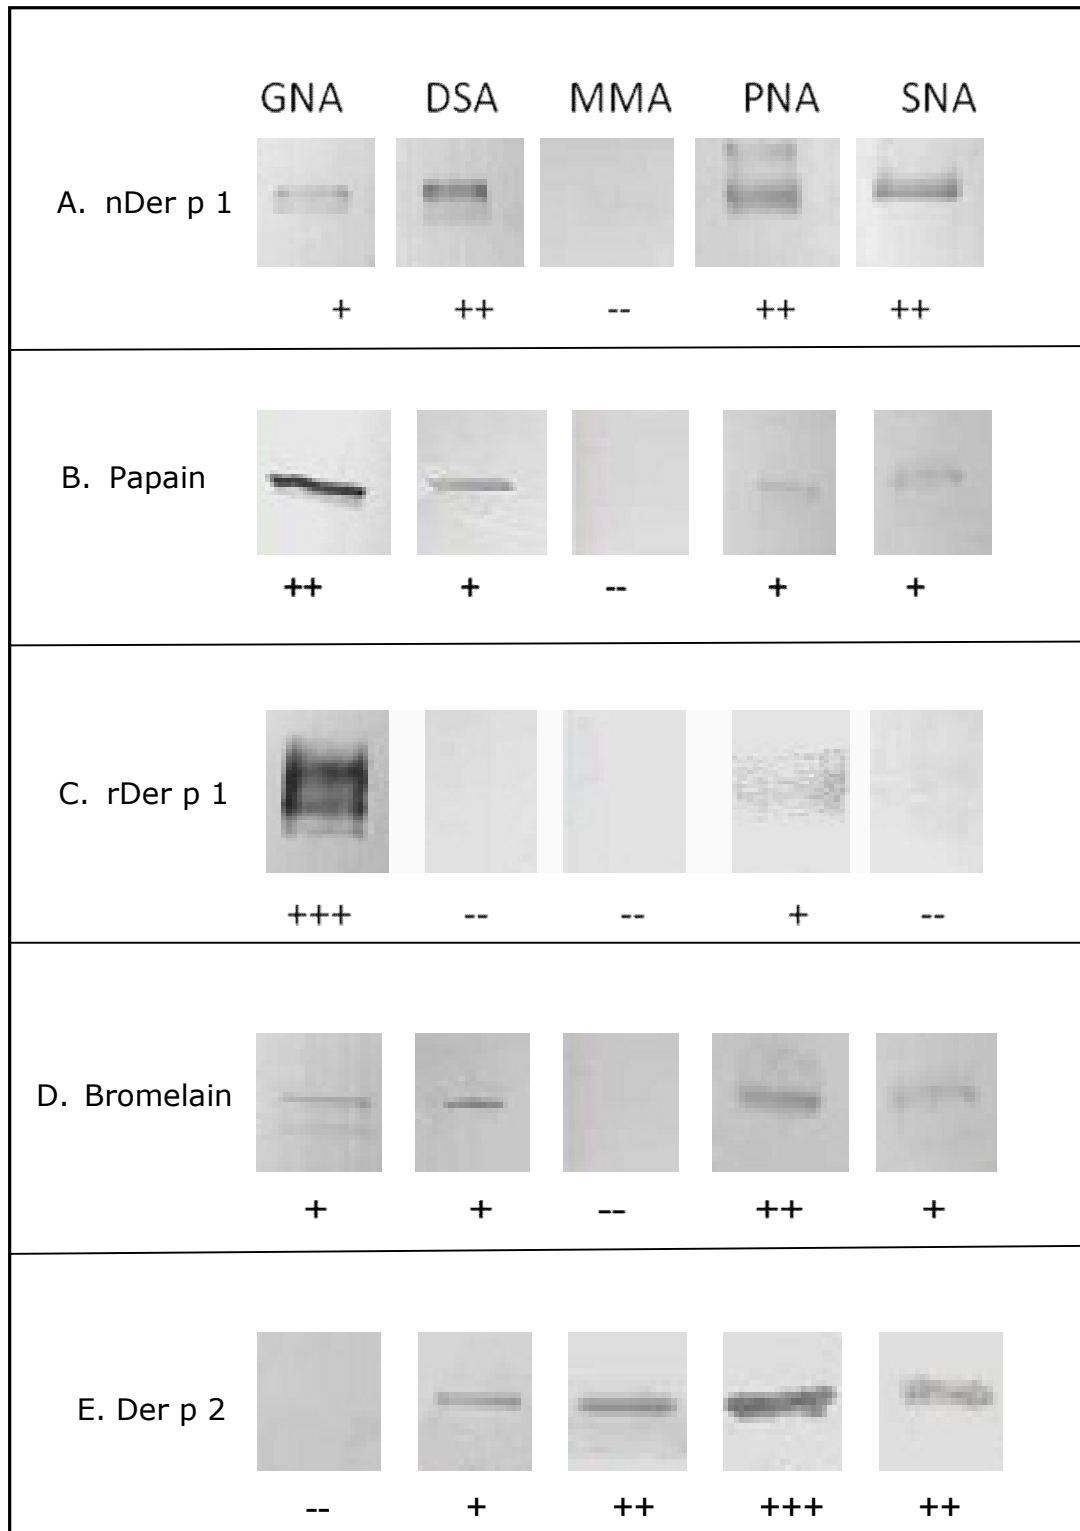 GNA DSA MMA PNA SNA
A. nDer p 1
+ ++ -- ++ ++
B. Papain
++ + -- + +
C. rDer p 1
+++ -- -- + --
D. Bromelain
+ + -- ++ +
E. Der p 2
-- + ++ +++ ++